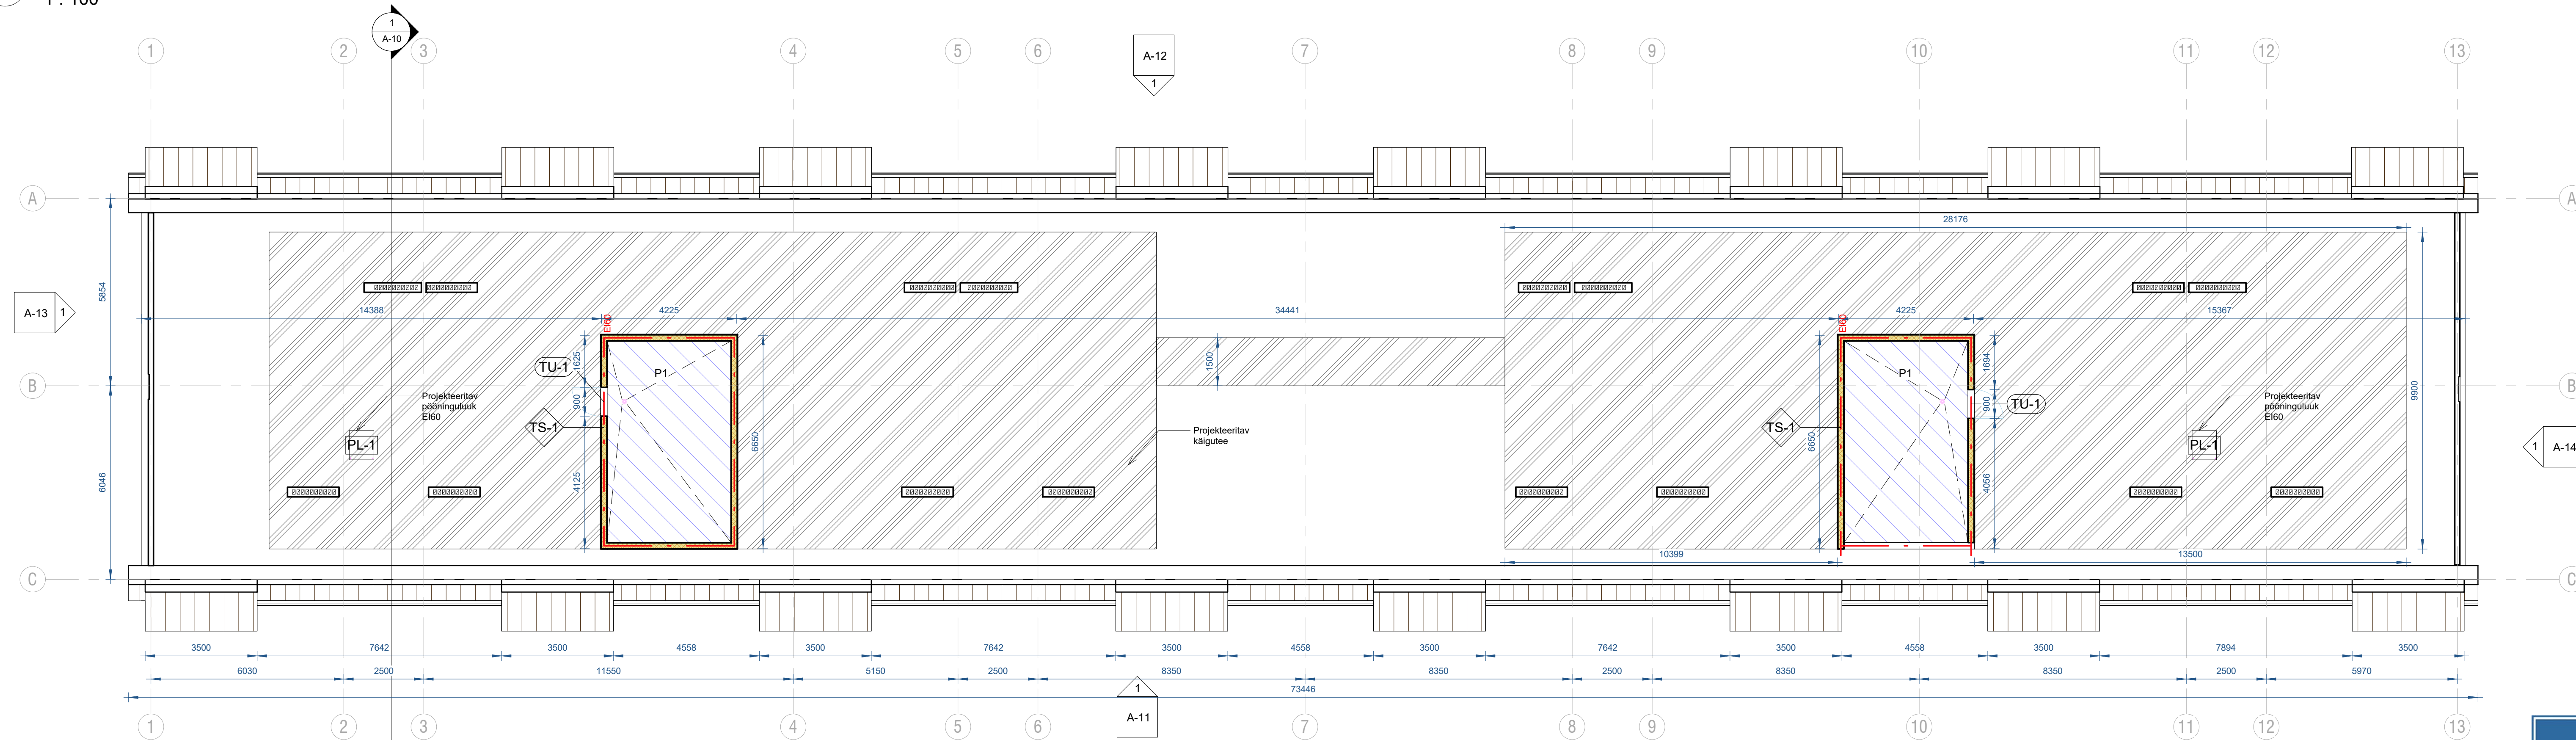 1 : 100
1
A-10
A-12
1
1
2
3
4
5
6
7
8
9
10
11
12
13
A
A
28176
5854
A-13
1
14388
EI60
4225
34441
EI60
4225
15367
1625
TU-1
P1
1500
1694
P1
9900
B
B
Projekteeritav
pööninguluuk
EI60
900
900
TU-1
Projekteeritav
pööninguluuk
EI60
TS-1
TS-1
PL-1
6650
Projekteeritav
käigutee
6650
PL-1
1
A-14
6046
4125
4056
10399
13500
C
C
3500
7642
3500
4558
3500
7642
3500
4558
3500
7642
3500
4558
3500
7894
3500
6030
2500
11550
5150
2500
8350
8350
2500
8350
8350
2500
5970
73446
1
A-11
1
2
3
4
5
6
7
8
9
10
11
12
13